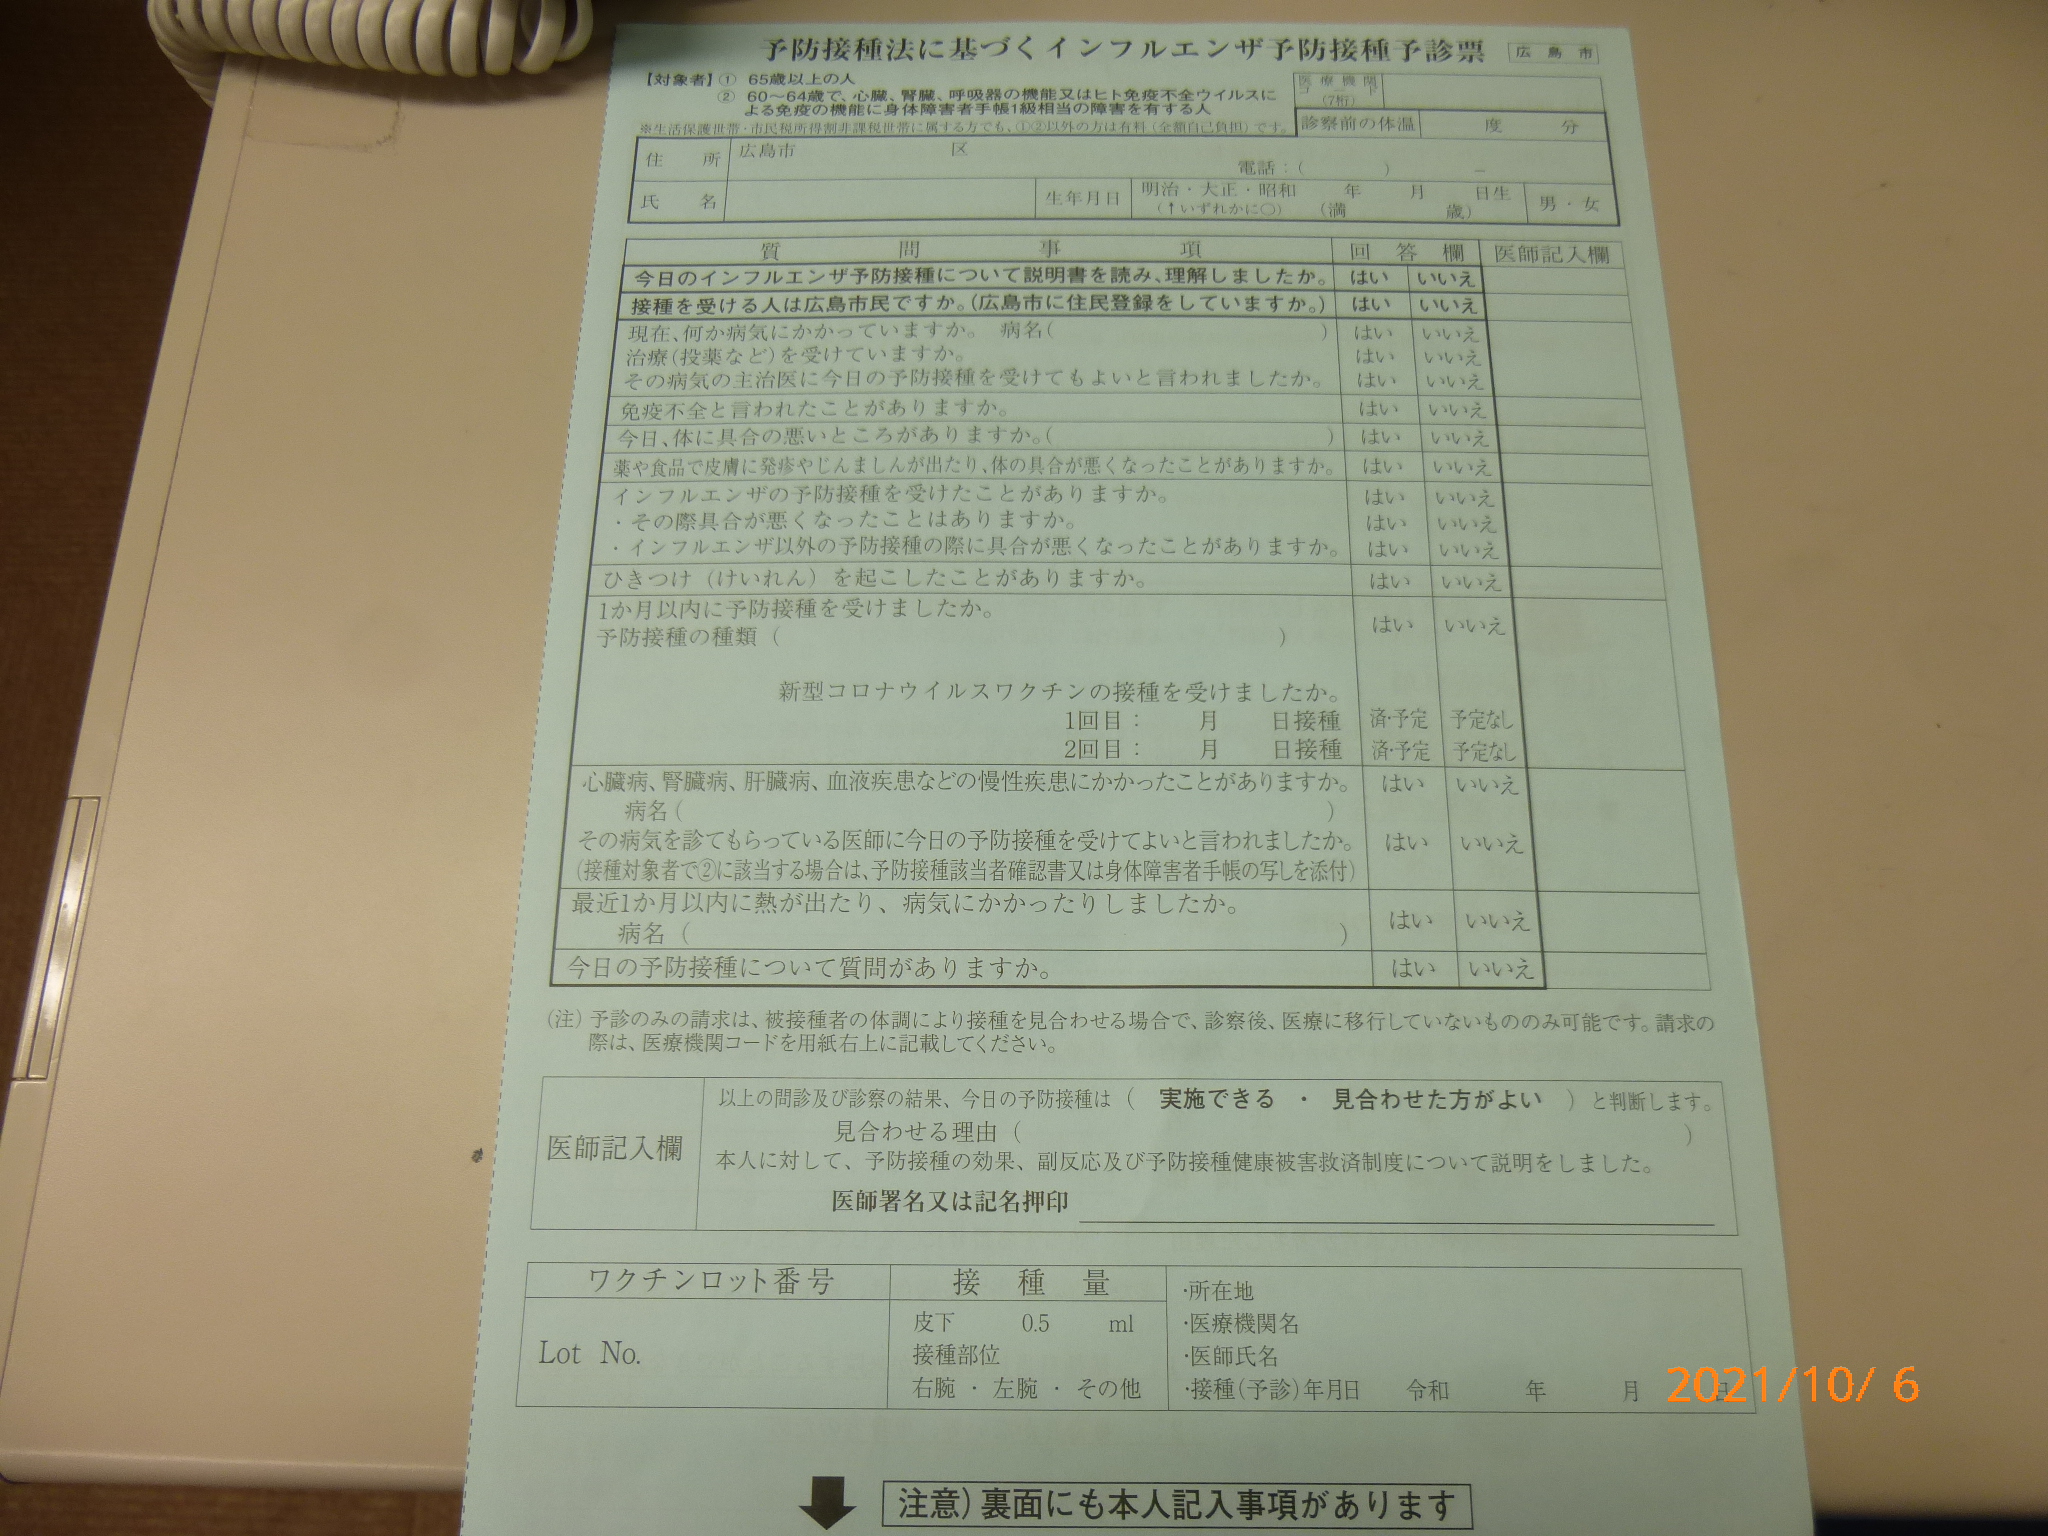 予防接種法に基づくインフルエンザ予防接種予診票 広島市
【対象者】① 65歳以上の人
② 60〜64歳で、心臓、腎臓、呼吸器の機能又はヒト免疫不全ウイルスに
よる免疫の機能に身体障害者手帳1級相当の障害を有する人
※生活保護世帯・市民税所得割非課税世帯に属する方でも、①②以外の方は有料(全額自己負担)です。
医療機関
コード
(7桁)
診察前の体温 度 分
住所 広島市 区
電話:( ) −
氏名 生年月日 明治・大正・昭和 年 月 日生 男・女
(↑いずれかに○) (満 歳)
質問事項 回答欄 医師記入欄
今日のインフルエンザ予防接種について説明書を読み、理解しましたか。 はい いいえ
接種を受ける人は広島市民ですか。(広島市に住民登録をしていますか。) はい いいえ
現在、何か病気にかかっていますか。 病名( ) はい いいえ
治療(投薬など)を受けていますか。 はい いいえ
その病気の主治医に今日の予防接種を受けてもよいと言われましたか。 はい いいえ
免疫不全と言われたことがありますか。 はい いいえ
今日、体に具合の悪いところがありますか。( ) はい いいえ
薬や食品で皮膚に発疹やじんましんが出たり、体の具合が悪くなったことがありますか。 はい いいえ
インフルエンザの予防接種を受けたことがありますか。 はい いいえ
・その際具合が悪くなったことはありますか。 はい いいえ
・インフルエンザ以外の予防接種の際に具合が悪くなったことがありますか。 はい いいえ
ひきつけ(けいれん)を起こしたことがありますか。 はい いいえ
1か月以内に予防接種を受けましたか。
予防接種の種類( ) はい いいえ
新型コロナウイルスワクチンの接種を受けましたか。
1回目: 月 日接種 済・予定 予定なし
2回目: 月 日接種 済・予定 予定なし
心臓病、腎臓病、肝臓病、血液疾患などの慢性疾患にかかったことがありますか。 はい いいえ
病名( )
その病気を診てもらっている医師に今日の予防接種を受けてよいと言われましたか。 はい いいえ
(接種対象者で②に該当する場合は、予防接種該当者確認書又は身体障害者手帳の写しを添付)
最近1か月以内に熱が出たり、病気にかかったりしましたか。 はい いいえ
病名( )
今日の予防接種について質問がありますか。 はい いいえ
(注)予診のみの請求は、被接種者の体調により接種を見合わせる場合で、診察後、医療に移行していないもののみ可能です。請求の
際は、医療機関コードを用紙右上に記載してください。
医師記入欄
以上の問診及び診察の結果、今日の予防接種は( 実施できる ・ 見合わせた方がよい )と判断します。
見合わせる理由( )
本人に対して、予防接種の効果、副反応及び予防接種健康被害救済制度について説明をしました。
医師署名又は記名押印
ワクチンロット番号 接種量
Lot No.
皮下 0.5 ml
接種部位
右腕・左腕・その他
・所在地
・医療機関名
・医師氏名
・接種(予診)年月日 令和 年 月 日
2021/10/ 6
注意)裏面にも本人記入事項があります